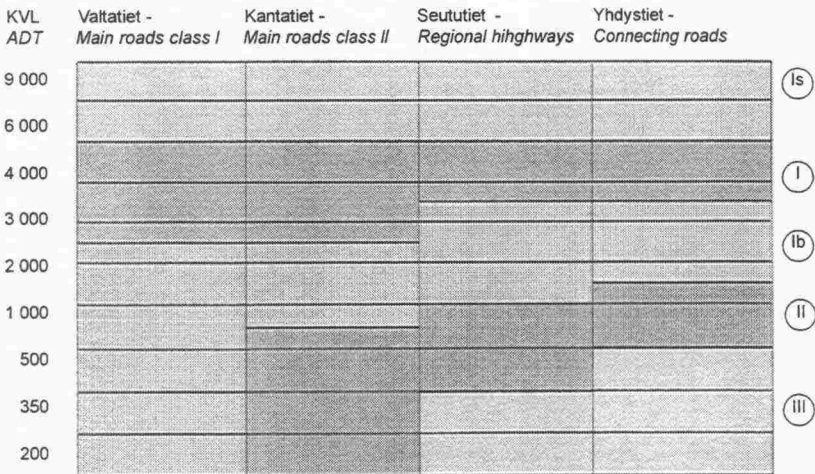 KVL Valtatiet - Kantatiet - Seututiet - Yhdystiet -
ADT Main roads class I Main roads class II Regional hihghways Connecting roads
9 000 Is
6 000
4 000 I
3 000
2 000 Ib
1 000 II
500
350 III
200